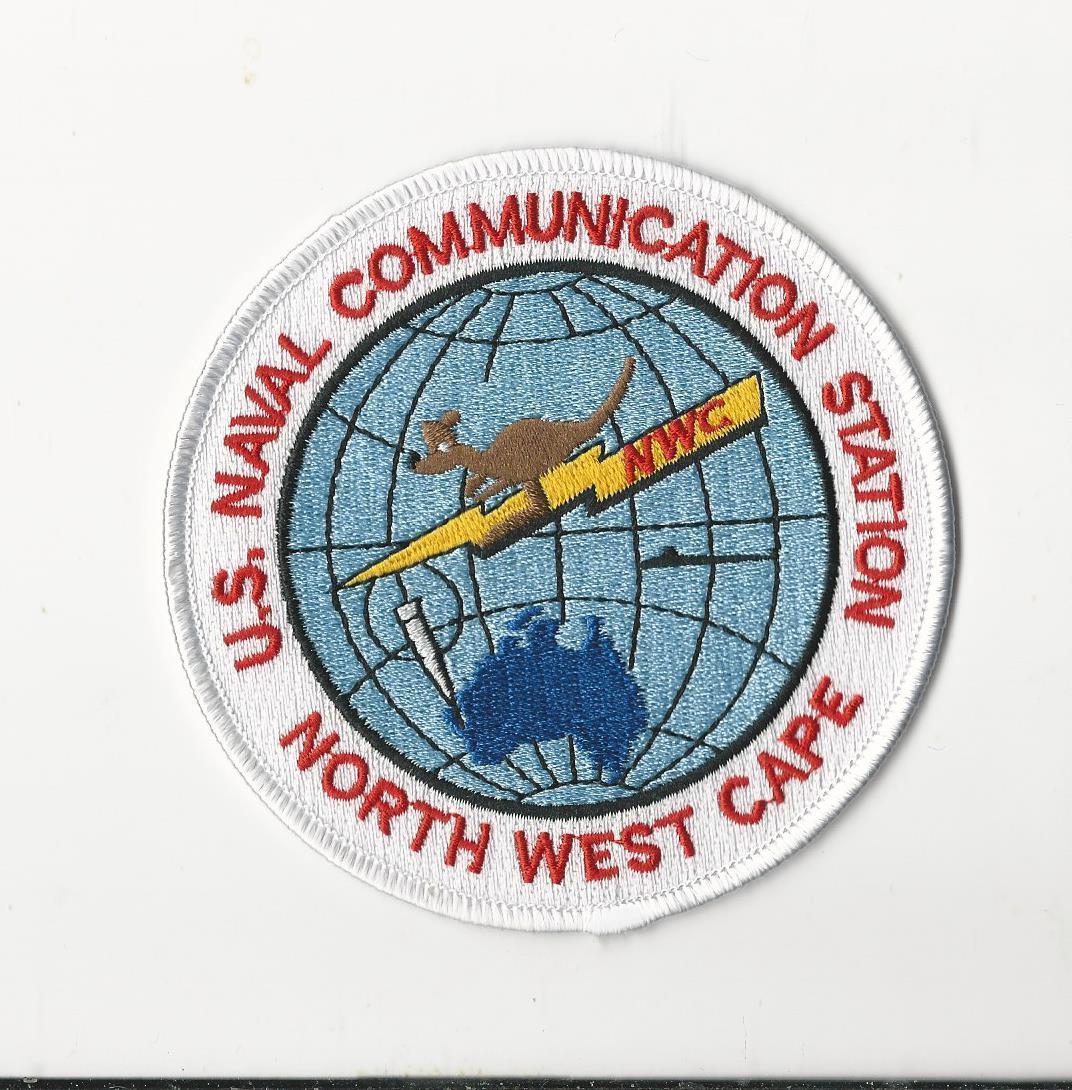 U.S. NAVAL COMMUNICATION STATION
NWC
NORTH WEST CAPE